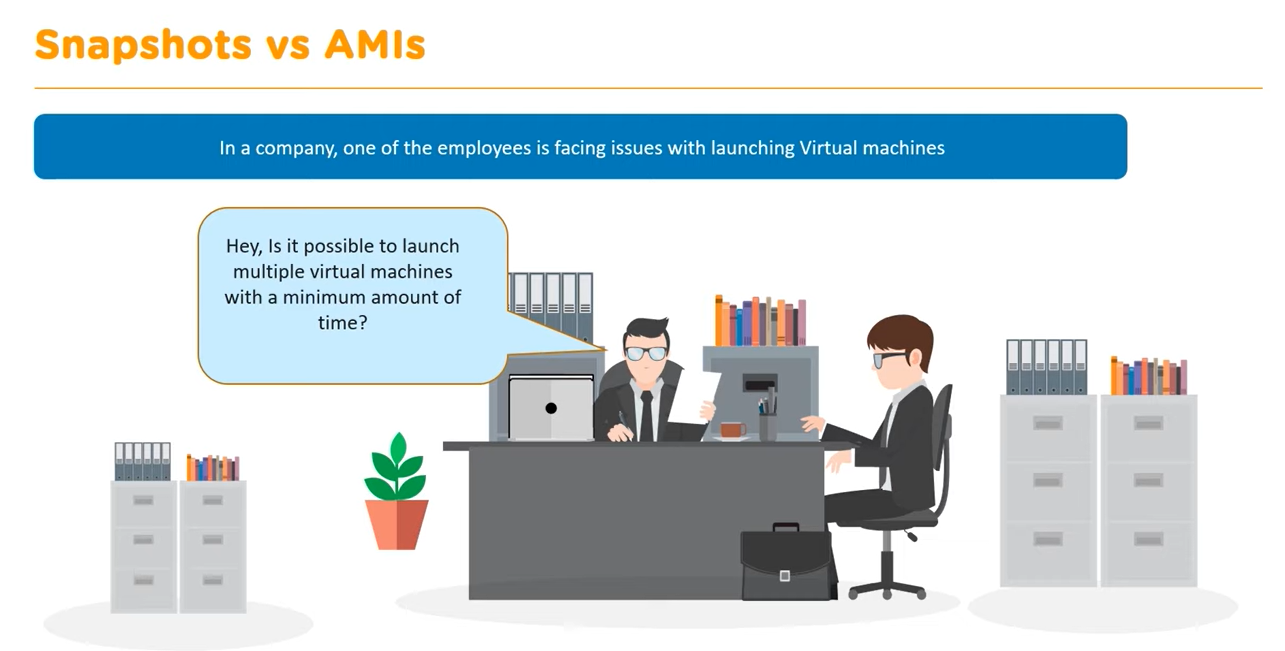 Snapshots vs AMIs
In a company, one of the employees is facing issues with launching Virtual machines
Hey, Is it possible to launch
multiple virtual machines
with a minimum amount of
time?